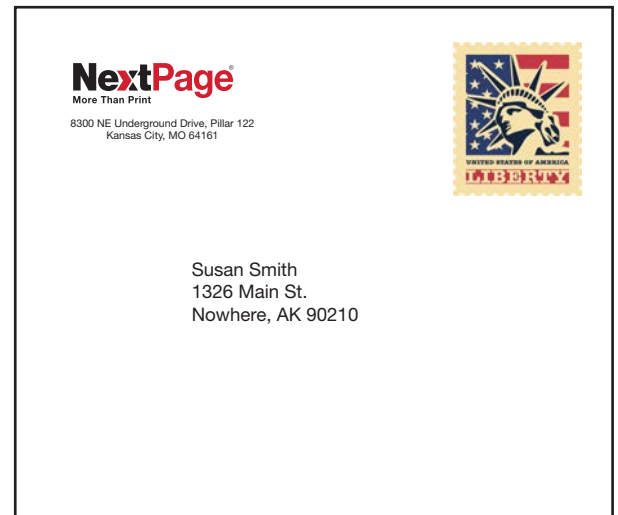 NextPage®
More Than Print
8300 NE Underground Drive, Pillar 122
Kansas City, MO 64161
UNITED STATES OF AMERICA
LIBERTY
Susan Smith
1326 Main St.
Nowhere, AK 90210